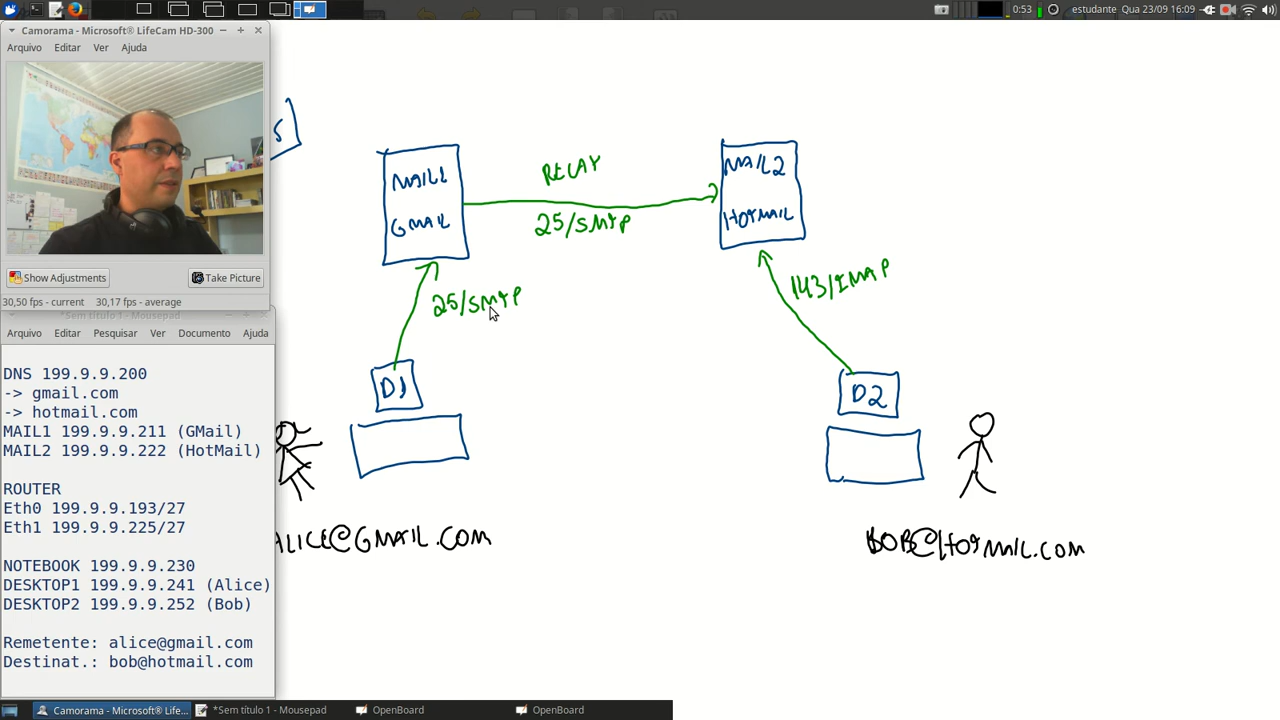 0:53
estudante
Qua 23/09 16:09
Camorama - Microsoft® LifeCam HD-300
Arquivo Editar Ver Ajuda
Show Adjustments
Take Picture
30,50 fps - current 30,17 fps - average
*Sem título 1 - Mousepad
Arquivo Editar Pesquisar Ver Documento Ajuda
DNS 199.9.9.200
-> gmail.com
-> hotmail.com
MAIL1 199.9.9.211 (GMail)
MAIL2 199.9.9.222 (HotMail)
ROUTER
Eth0 199.9.9.193/27
Eth1 199.9.9.225/27
NOTEBOOK 199.9.9.230
DESKTOP1 199.9.9.241 (Alice)
DESKTOP2 199.9.9.252 (Bob)
Remetente: alice@gmail.com
Destinat.: bob@hotmail.com
S
MAIL1
GMAIL
RELAY
25/SMTP
MAIL2
HOTMAIL
25/SMTP
143/IMAP
D1
D2
ALICE@GMAIL.COM
BOB@HOTMAIL.COM
Camorama - Microsoft® Life...
*Sem título 1 - Mousepad
OpenBoard
OpenBoard